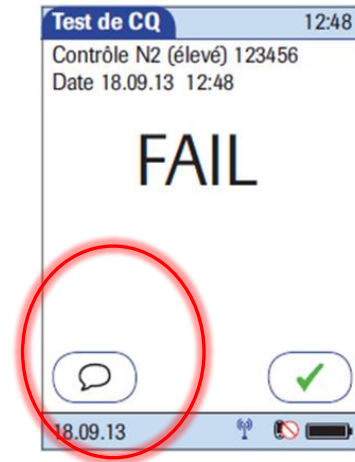 Test de CQ 12:48
Contrôle N2 (élevé) 123456
Date 18.09.13 12:48
FAIL
18.09.13